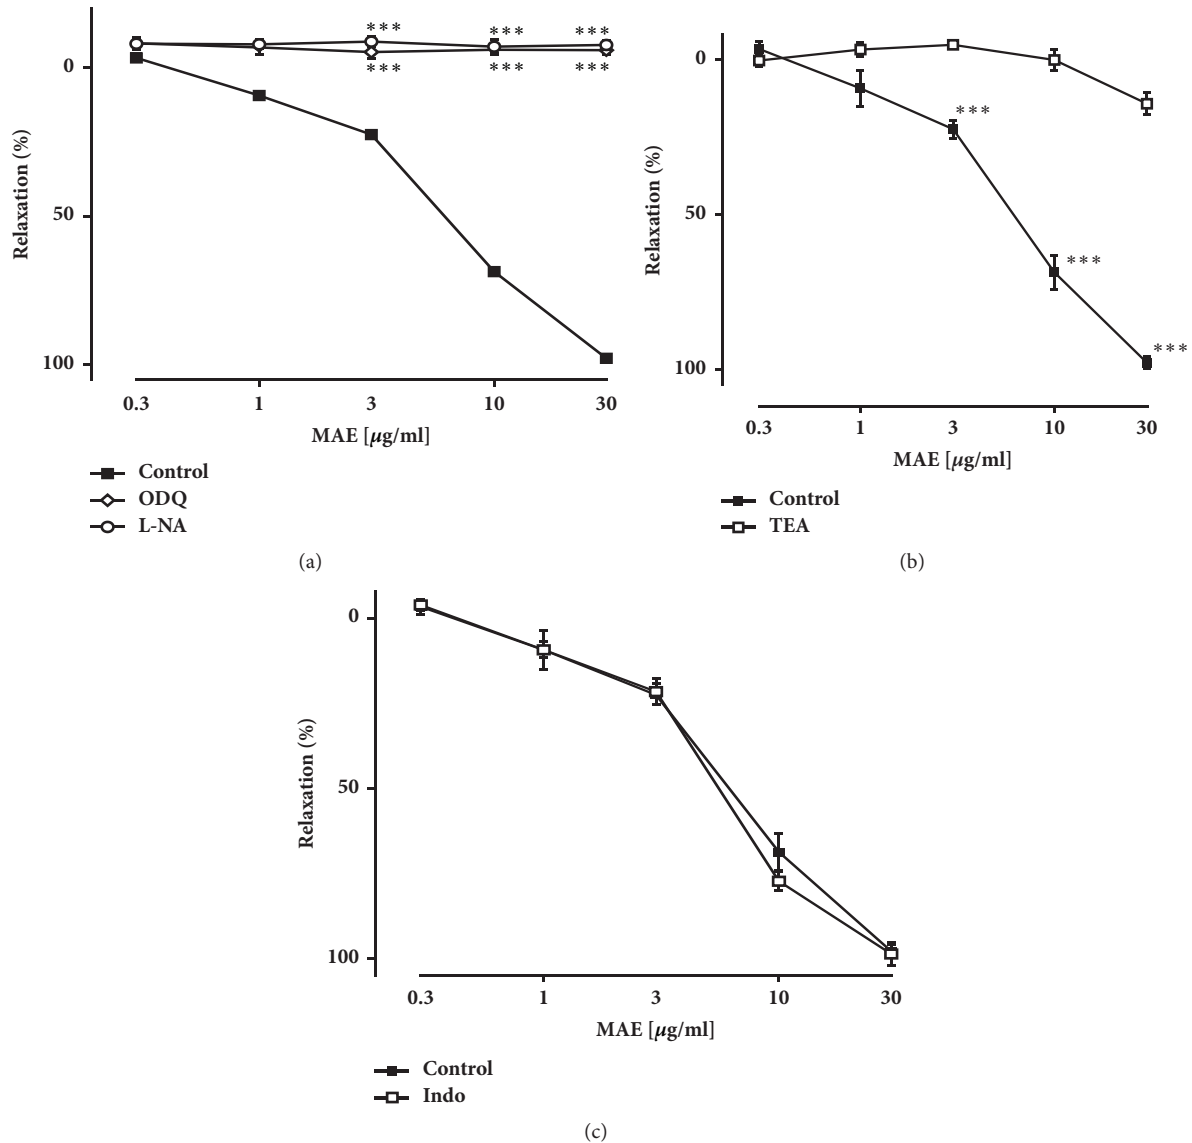 *** *** ***
0
*** *** ***
50
100
Relaxation (%)
0.3 1 3 10 30
MAE [μg/ml]
Control
ODQ
L-NA
(a)
0
***
50
***
***
100
Relaxation (%)
0.3 1 3 10 30
MAE [μg/ml]
Control
TEA
(b)
0
50
100
Relaxation (%)
0.3 1 3 10 30
MAE [μg/ml]
Control
Indo
(c)